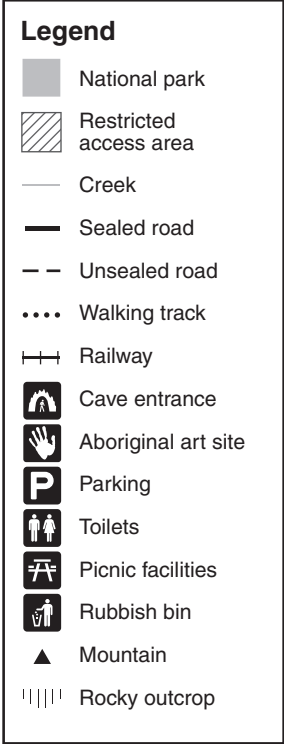 Legend
National park
Restricted
access area
Creek
Sealed road
Unsealed road
Walking track
Railway
Cave entrance
Aboriginal art site
P
Parking
Toilets
Picnic facilities
Rubbish bin
Mountain
Rocky outcrop